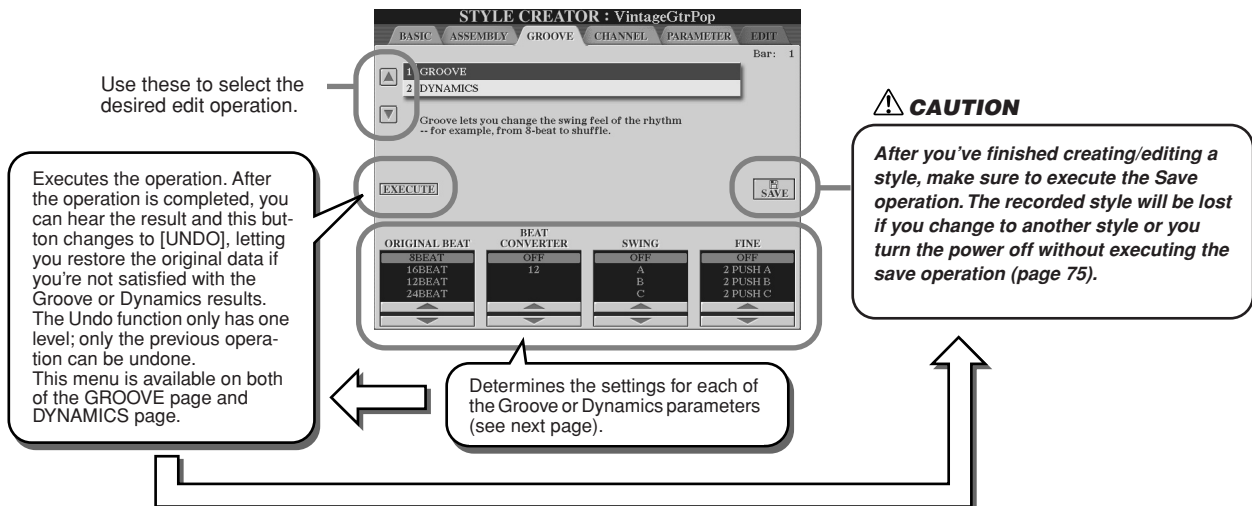 STYLE CREATOR : VintageGtrPop
BASIC ASSEMBLY GROOVE CHANNEL PARAMETER EDIT
Bar: 1
Use these to select the
desired edit operation.
1 GROOVE
2 DYNAMICS
Groove lets you change the swing feel of the rhythm
-- for example, from 8-beat to shuffle.
EXECUTE
SAVE
Executes the operation. After
the operation is completed, you
can hear the result and this but-
ton changes to [UNDO], letting
you restore the original data if
you're not satisfied with the
Groove or Dynamics results.
The Undo function only has one
level; only the previous opera-
tion can be undone.
This menu is available on both
of the GROOVE page and
DYNAMICS page.
CAUTION
After you've finished creating/editing a
style, make sure to execute the Save
operation. The recorded style will be lost
if you change to another style or you
turn the power off without executing the
save operation (page 75).
ORIGINAL BEAT
8BEAT
16BEAT
12BEAT
24BEAT
BEAT
CONVERTER
OFF
12
SWING
OFF
A
B
C
FINE
OFF
2 PUSH A
2 PUSH B
2 PUSH C
Determines the settings for each of
the Groove or Dynamics parameters
(see next page).